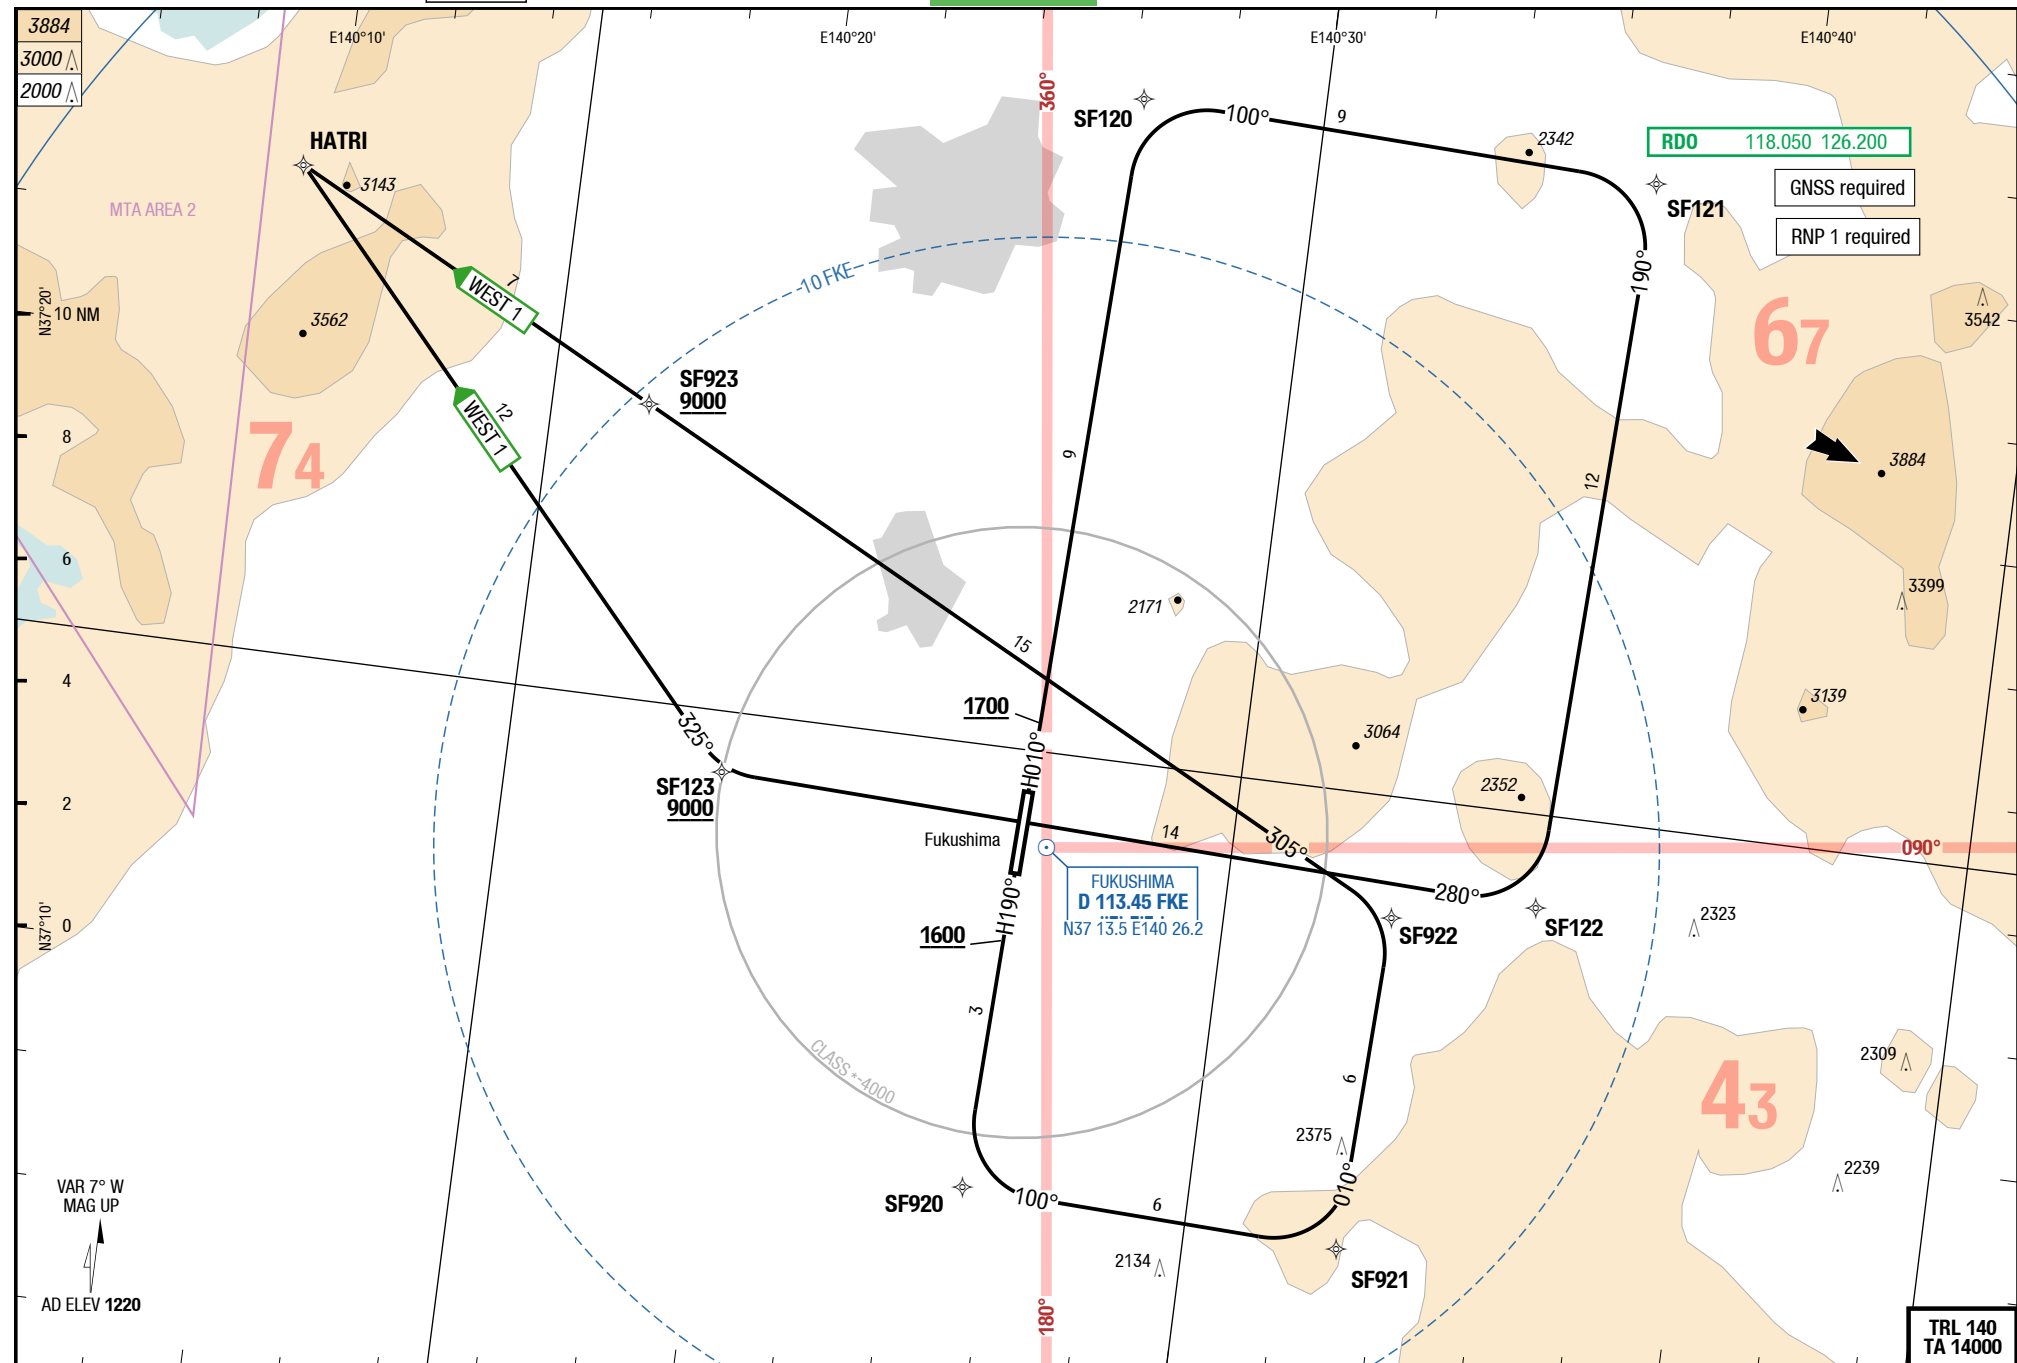 3884
3000
2000
E140°10'
E140°20'
E140°30'
E140°40'
360°
SF120
100°
9
2342
RDO 118.050 126.200
GNSS required
RNP 1 required
HATRI
3143
MTA AREA 2
SF121
190°
10 FKE
7
WEST 1
N37°20'
10 NM
3562
67
3542
SF923
9000
12
WEST 1
74
8
9
12
3884
6
3399
2171
15
4
3139
1700
3064
325°
H010°
SF123
9000
2352
2
14
Fukushima
305°
090°
FUKUSHIMA
D 113.45 FKE
N37 13.5 E140 26.2
280°
H190°
N37°10'
0
1600
SF922
SF122
2323
3
CLASS *-4000
6
2309
43
2375
2239
VAR 7° W
MAG UP
SF920
100°
6
010°
2134
SF921
AD ELEV 1220
180°
TRL 140
TA 14000